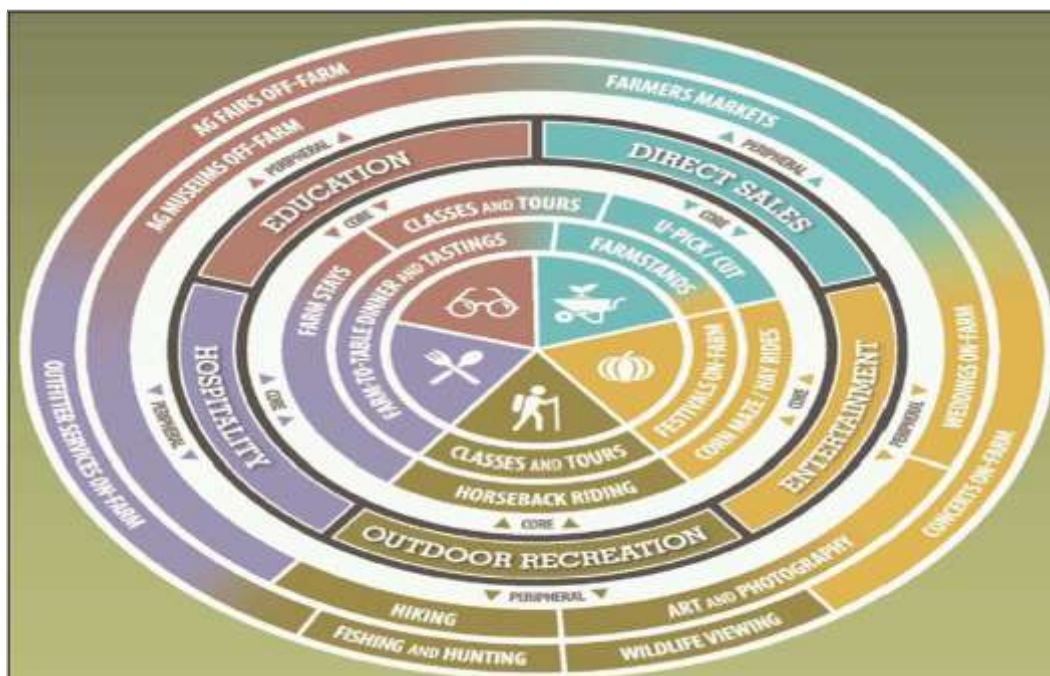 AG FAIRS OFF-FARM
AG MUSEUMS OFF-FARM
FARMERS MARKETS
▲ PERIPHERAL ▲
▲ PERIPHERAL ▲
EDUCATION
DIRECT SALES
▼ CORE ▼
▼ CORE ▼
CLASSES AND TOURS
U-PICK / CUT
FARM STAYS
FARM-TO-TABLE DINNER AND TASTINGS
FARMSTANDS
FESTIVALS ON-FARM
CORN MAZE / HAY RIDES
WEDDINGS ON-FARM
CONCERTS ON-FARM
HOSPITALITY
▲ CORE ▲
▲ CORE ▲
ENTERTAINMENT
▼ PERIPHERAL ▼
▼ PERIPHERAL ▼
OUTFITTER SERVICES ON-FARM
CLASSES AND TOURS
HORSEBACK RIDING
▲ CORE ▲
OUTDOOR RECREATION
▼ PERIPHERAL ▼
HIKING
ART AND PHOTOGRAPHY
FISHING AND HUNTING
WILDLIFE VIEWING